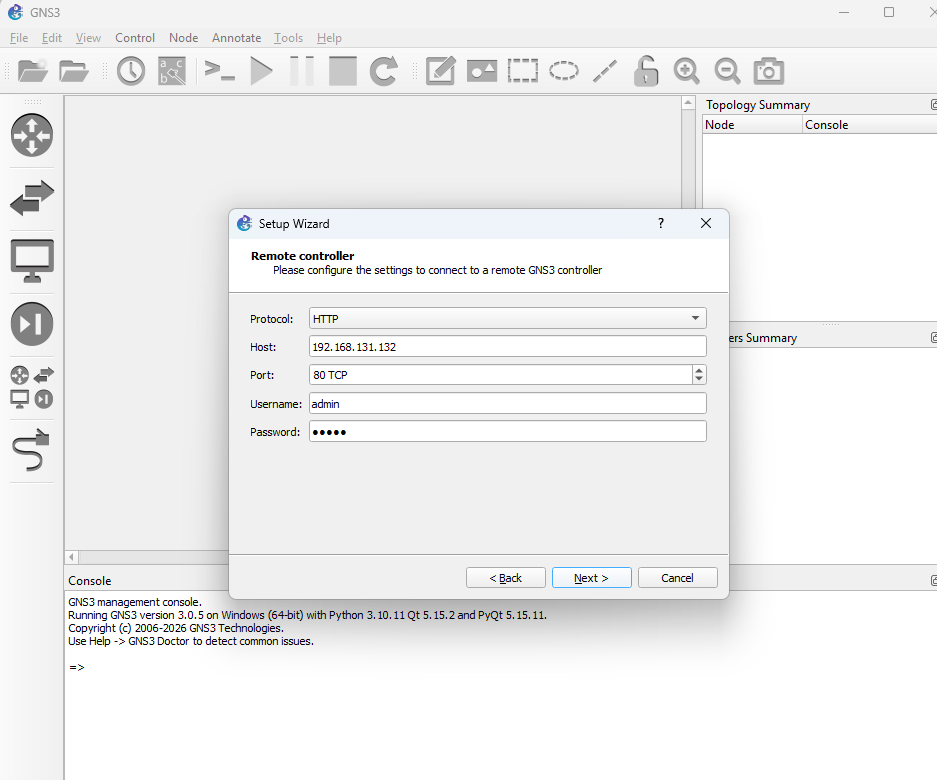 GNS3
File Edit View Control Node Annotate Tools Help
a c
b
Topology Summary
Node Console
Setup Wizard ?
Remote controller
Please configure the settings to connect to a remote GNS3 controller
Protocol: HTTP
Host: 192.168.131.132
Port: 80 TCP
Username: admin
Password: •••••
< Back Next > Cancel
ers Summary
Console
GNS3 management console.
Running GNS3 version 3.0.5 on Windows (64-bit) with Python 3.10.11 Qt 5.15.2 and PyQt 5.15.11.
Copyright (c) 2006-2026 GNS3 Technologies.
Use Help -> GNS3 Doctor to detect common issues.
=>